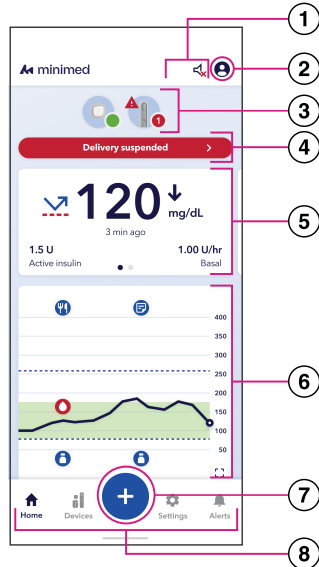 1
minimed
2
3
1
Delivery suspended
4
120
mg/dL
5
3 min ago
1.5 U
1.00 U/hr
Active insulin
Basal
400
350
300
250
6
200
150
100
50
7
Home
Devices
Settings
Alerts
8